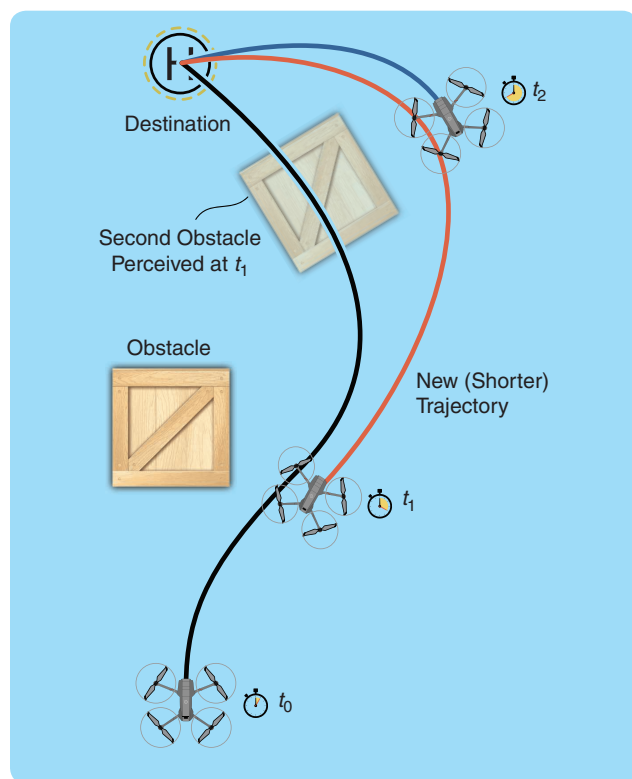 H
t2
Destination
Second Obstacle
Perceived at t1
Obstacle
New (Shorter)
Trajectory
t1
t0